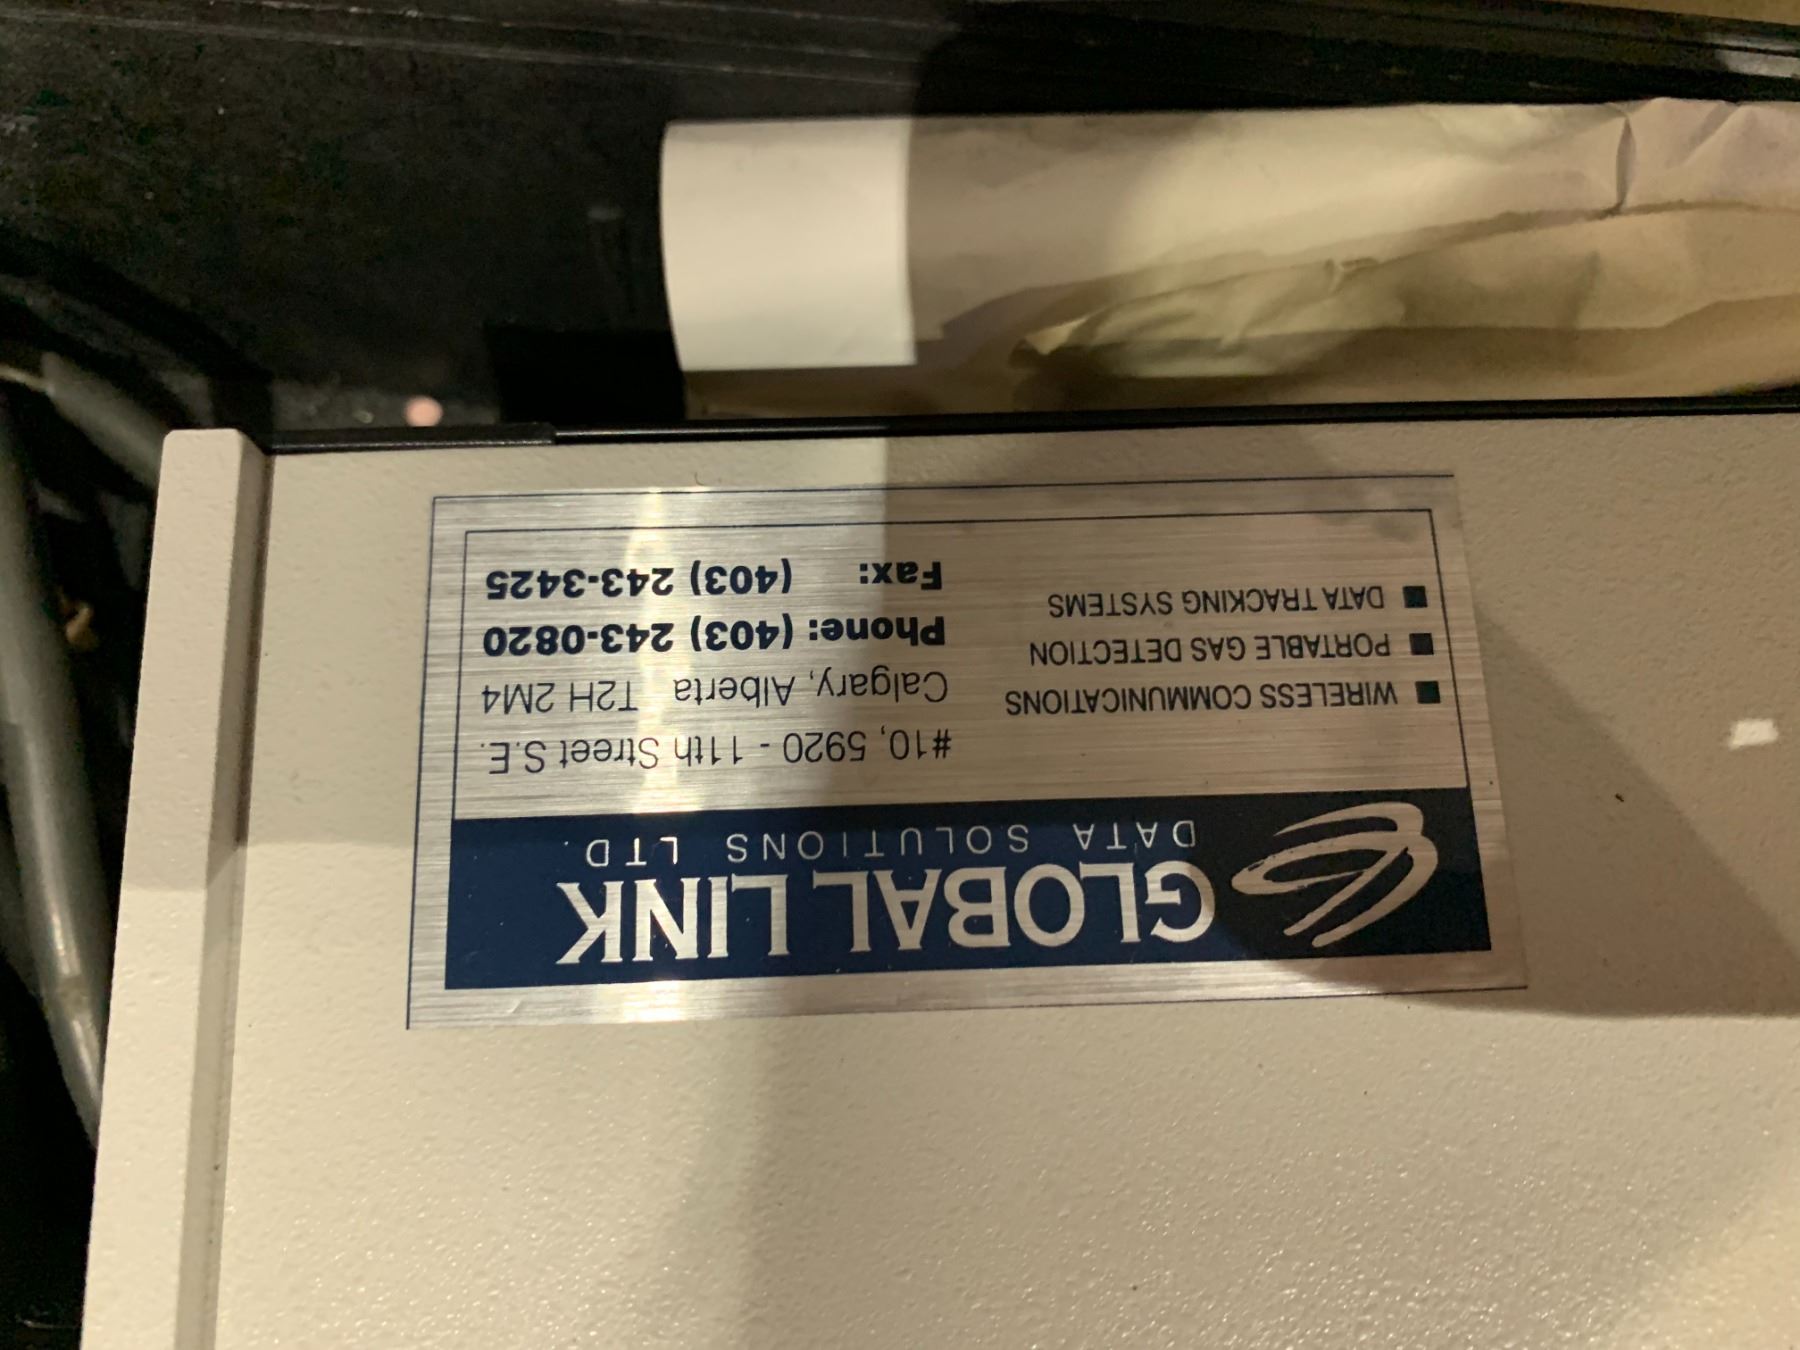 GLOBAL LINK
DATA SOLUTIONS LTD.
WIRELESS COMMUNICATIONS
PORTABLE GAS DETECTION
DATA TRACKING SYSTEMS
#10, 5920 - 11th Street S.E.
Calgary, Alberta T2H 2M4
Phone: (403) 243-0820
Fax: (403) 243-3425